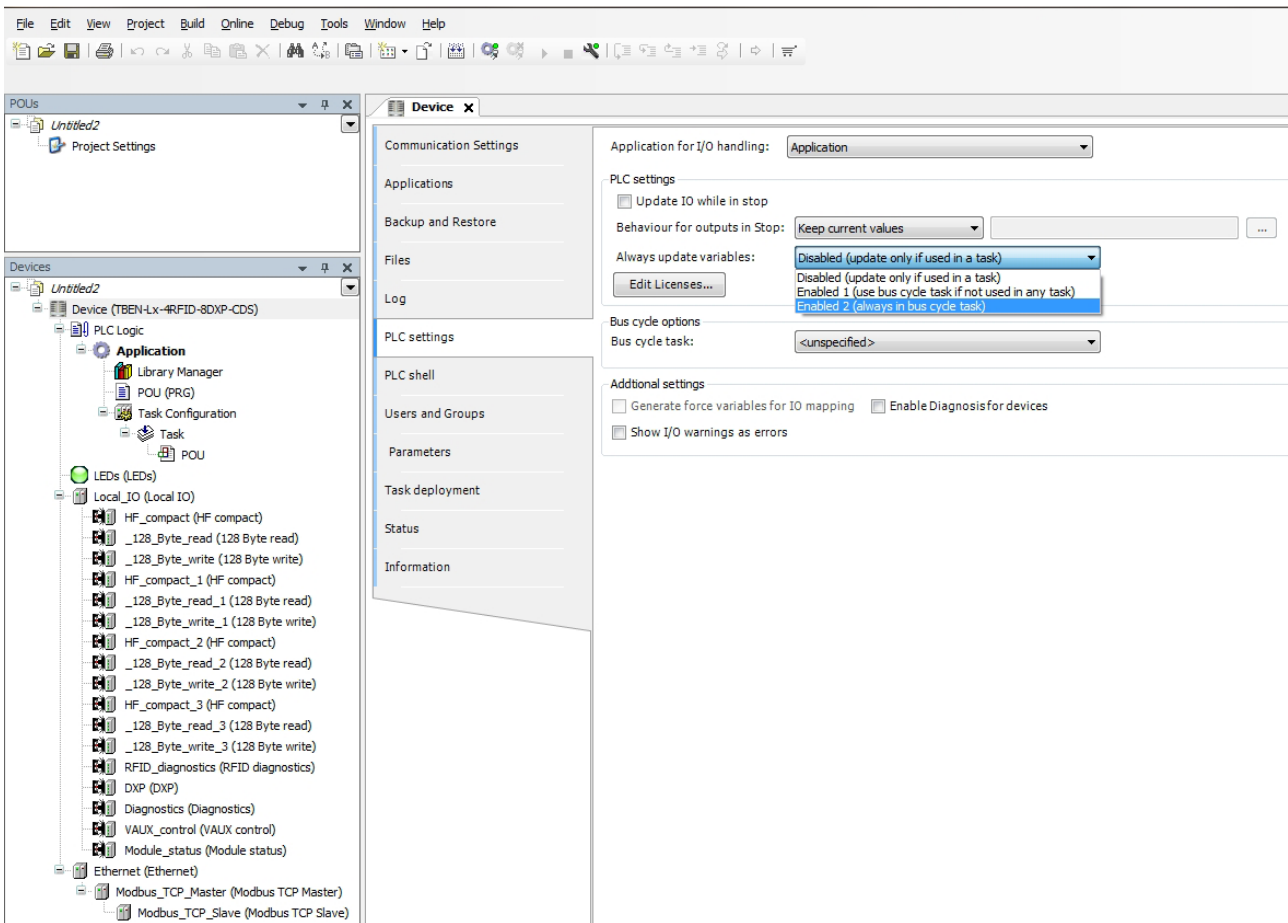 File Edit View Project Build Online Debug Tools Window Help
POUs
Untitled2
Project Settings
Devices
Untitled2
Device (TBEN-Lx-4RFID-8DXP-CDS)
PLC Logic
Application
Library Manager
POU (PRG)
Task Configuration
Task
POU
LEDs (LEDs)
Local_IO (Local IO)
HF_compact (HF compact)
_128_Byte_read (128 Byte read)
_128_Byte_write (128 Byte write)
HF_compact_1 (HF compact)
_128_Byte_read_1 (128 Byte read)
_128_Byte_write_1 (128 Byte write)
HF_compact_2 (HF compact)
_128_Byte_read_2 (128 Byte read)
_128_Byte_write_2 (128 Byte write)
HF_compact_3 (HF compact)
_128_Byte_read_3 (128 Byte read)
_128_Byte_write_3 (128 Byte write)
RFID_diagnostics (RFID diagnostics)
DXP (DXP)
Diagnostics (Diagnostics)
VAUX_control (VAUX control)
Module_status (Module status)
Ethernet (Ethernet)
Modbus_TCP_Master (Modbus TCP Master)
Modbus_TCP_Slave (Modbus TCP Slave)
Device
Communication Settings
Applications
Backup and Restore
Files
Log
PLC settings
PLC shell
Users and Groups
Parameters
Task deployment
Status
Information
Application for I/O handling: Application
PLC settings
Update IO while in stop
Behaviour for outputs in Stop: Keep current values ...
Always update variables: Disabled (update only if used in a task)
Disabled (update only if used in a task)
Enabled 1 (use bus cycle task if not used in any task)
Enabled 2 (always in bus cycle task)
Edit Licenses...
Bus cycle options
Bus cycle task: <unspecified>
Addtional settings
Generate force variables for IO mapping Enable Diagnosis for devices
Show I/O warnings as errors